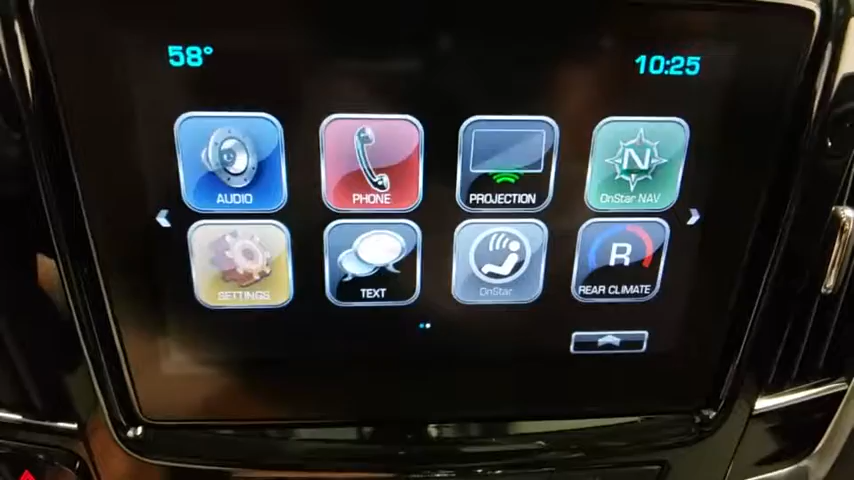 58° 10:25
AUDIO PHONE PROJECTION OnStar NAV
SETTINGS TEXT OnStar REAR CLIMATE
N
R